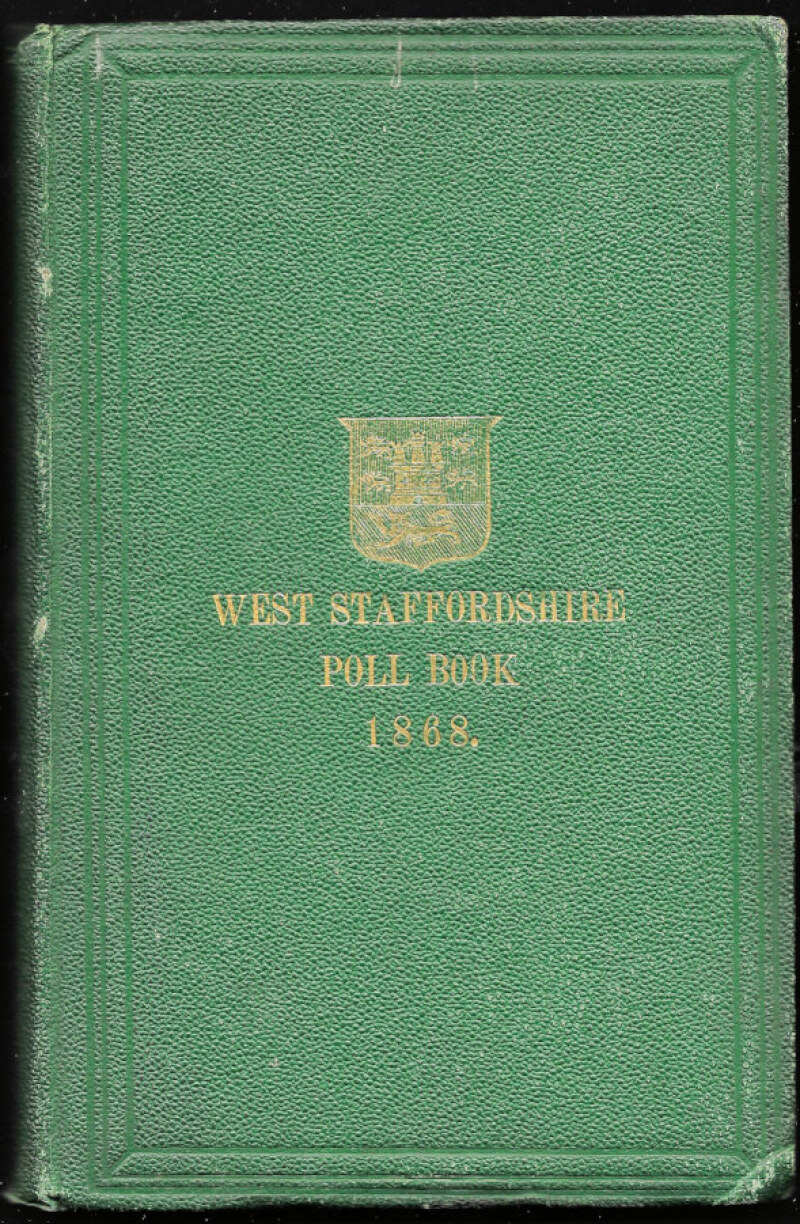 WEST STAFFORDSHIRE
POLL BOOK
1868.